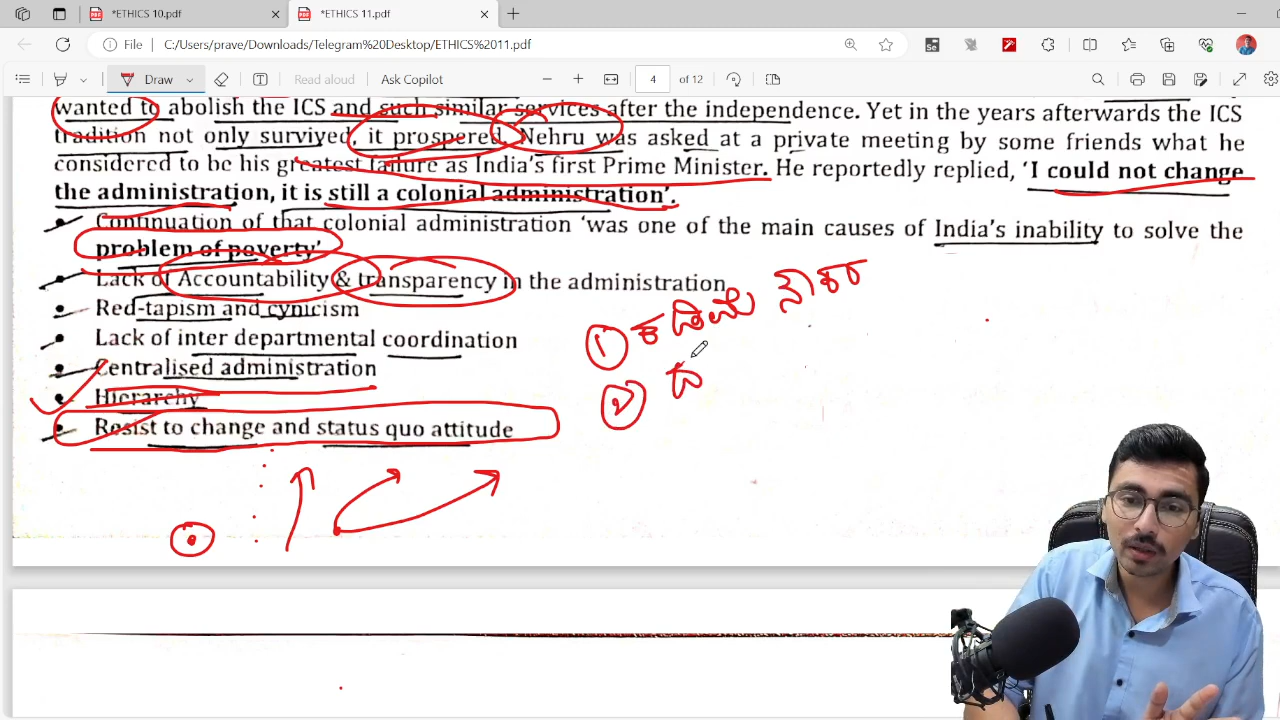 *ETHICS 10.pdf
*ETHICS 11.pdf
File C:/Users/prave/Downloads/Telegram%20Desktop/ETHICS%2011.pdf
Draw Read aloud Ask Copilot 4 of 12
wanted to abolish the ICS and such similar services after the independence. Yet in the years afterwards the ICS
tradition not only survived, it prospered. Nehru was asked at a private meeting by some friends what he
considered to be his greatest failure as India's first Prime Minister. He reportedly replied, 'I could not change
the administration, it is still a colonial administration'.
• Continuation of that colonial administration 'was one of the main causes of India's inability to solve the
problem of poverty'
• Lack of Accountability & transparency in the administration
• Red-tapism and cynicism
• Lack of inter departmental coordination
• Centralised administration
• Hierarchy
• Resist to change and status quo attitude
1
2